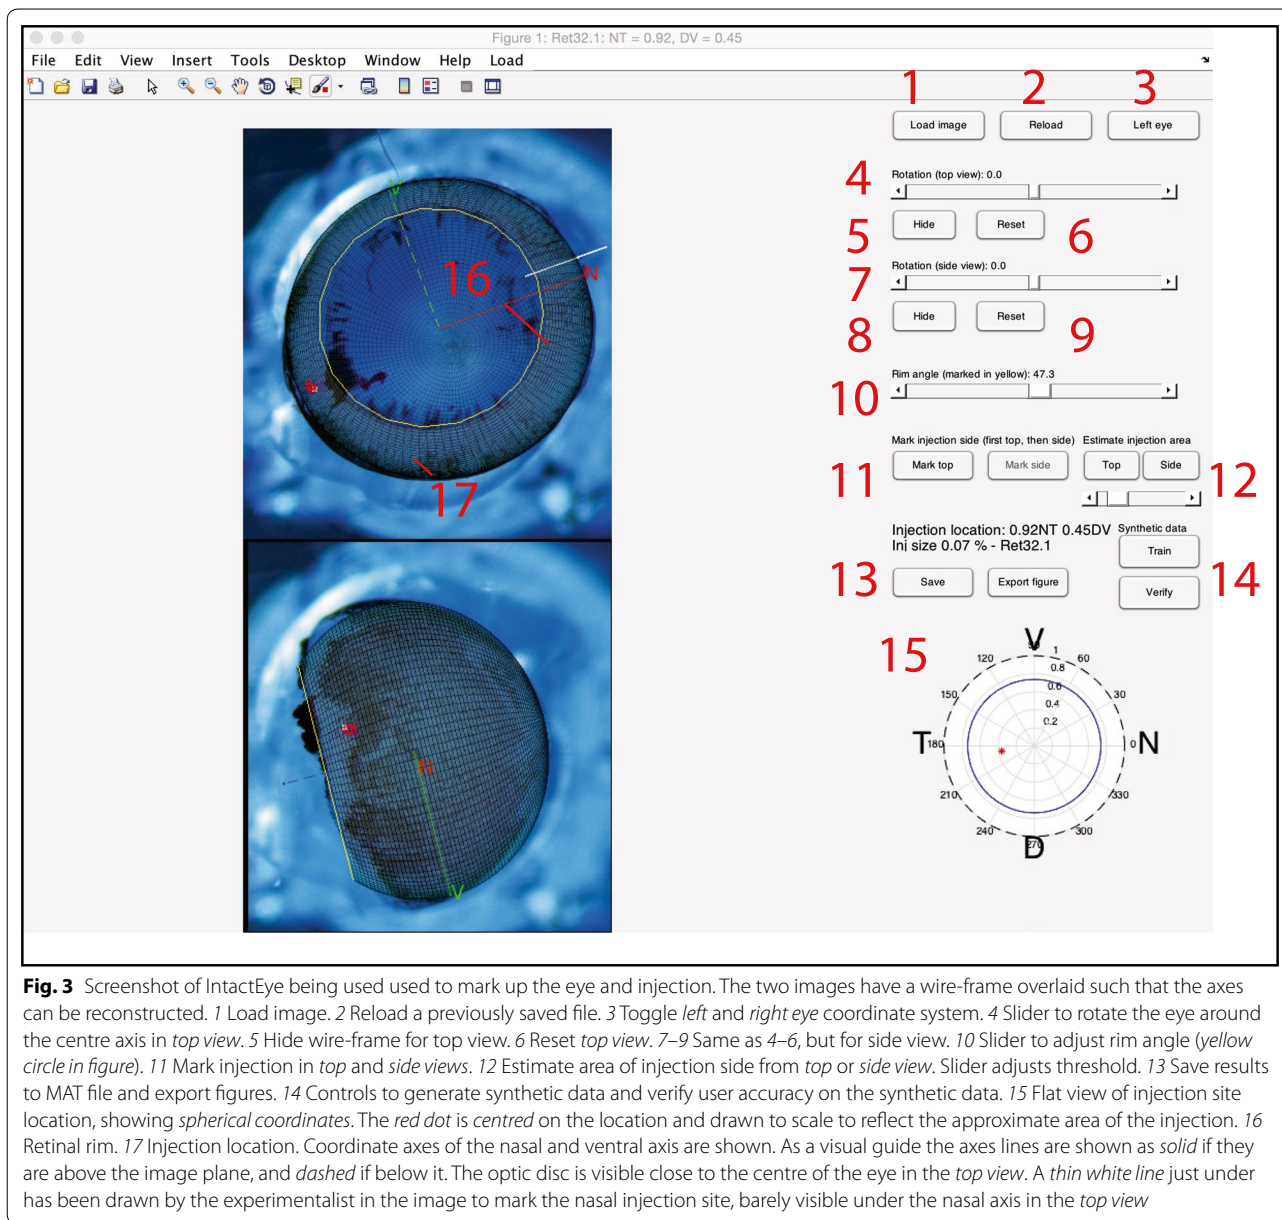 Figure 1: Ret32.1: NT = 0.92, DV = 0.45
File Edit View Insert Tools Desktop Window Help Load
1 2 3
Load image Reload Left eye
4 Rotation (top view): 0.0
5 Hide Reset 6
7 Rotation (side view): 0.0
8 Hide Reset 9
10 Rim angle (marked in yellow): 47.3
Mark injection side (first top, then side) Estimate injection area
11 Mark top Mark side Top Side 12
Injection location: 0.92NT 0.45DV Synthetic data
Inj size 0.07 % - Ret32.1
Train
13 Save Export figure Verify 14
15
V
90
120 60
1
0.8
150 0.6 30
0.4
0.2
T 180 0 N
210 330
240 300
270
D
V
16 N
17
N
V
Fig. 3 Screenshot of IntactEye being used used to mark up the eye and injection. The two images have a wire-frame overlaid such that the axes
can be reconstructed. 1 Load image. 2 Reload a previously saved file. 3 Toggle left and right eye coordinate system. 4 Slider to rotate the eye around
the centre axis in top view. 5 Hide wire-frame for top view. 6 Reset top view. 7–9 Same as 4–6, but for side view. 10 Slider to adjust rim angle (yellow
circle in figure). 11 Mark injection in top and side views. 12 Estimate area of injection side from top or side view. Slider adjusts threshold. 13 Save results
to MAT file and export figures. 14 Controls to generate synthetic data and verify user accuracy on the synthetic data. 15 Flat view of injection site
location, showing spherical coordinates. The red dot is centred on the location and drawn to scale to reflect the approximate area of the injection. 16
Retinal rim. 17 Injection location. Coordinate axes of the nasal and ventral axis are shown. As a visual guide the axes lines are shown as solid if they
are above the image plane, and dashed if below it. The optic disc is visible close to the centre of the eye in the top view. A thin white line just under
has been drawn by the experimentalist in the image to mark the nasal injection site, barely visible under the nasal axis in the top view